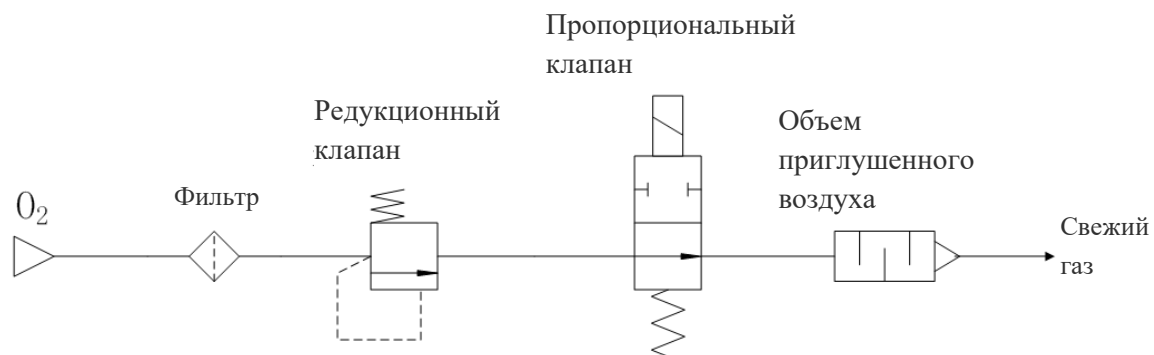 Пропорциональный
клапан
Редукционный
клапан
Объем
приглушенного
воздуха
O₂
Фильтр
Свежий
газ